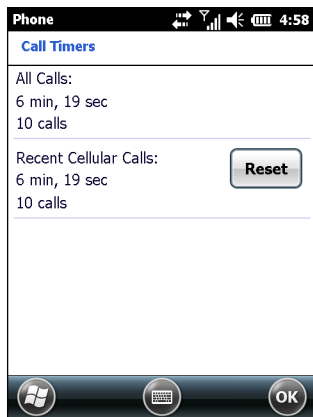 Phone 4:58
Call Timers
All Calls:
6 min, 19 sec
10 calls
Recent Cellular Calls:
6 min, 19 sec
10 calls
Reset
OK